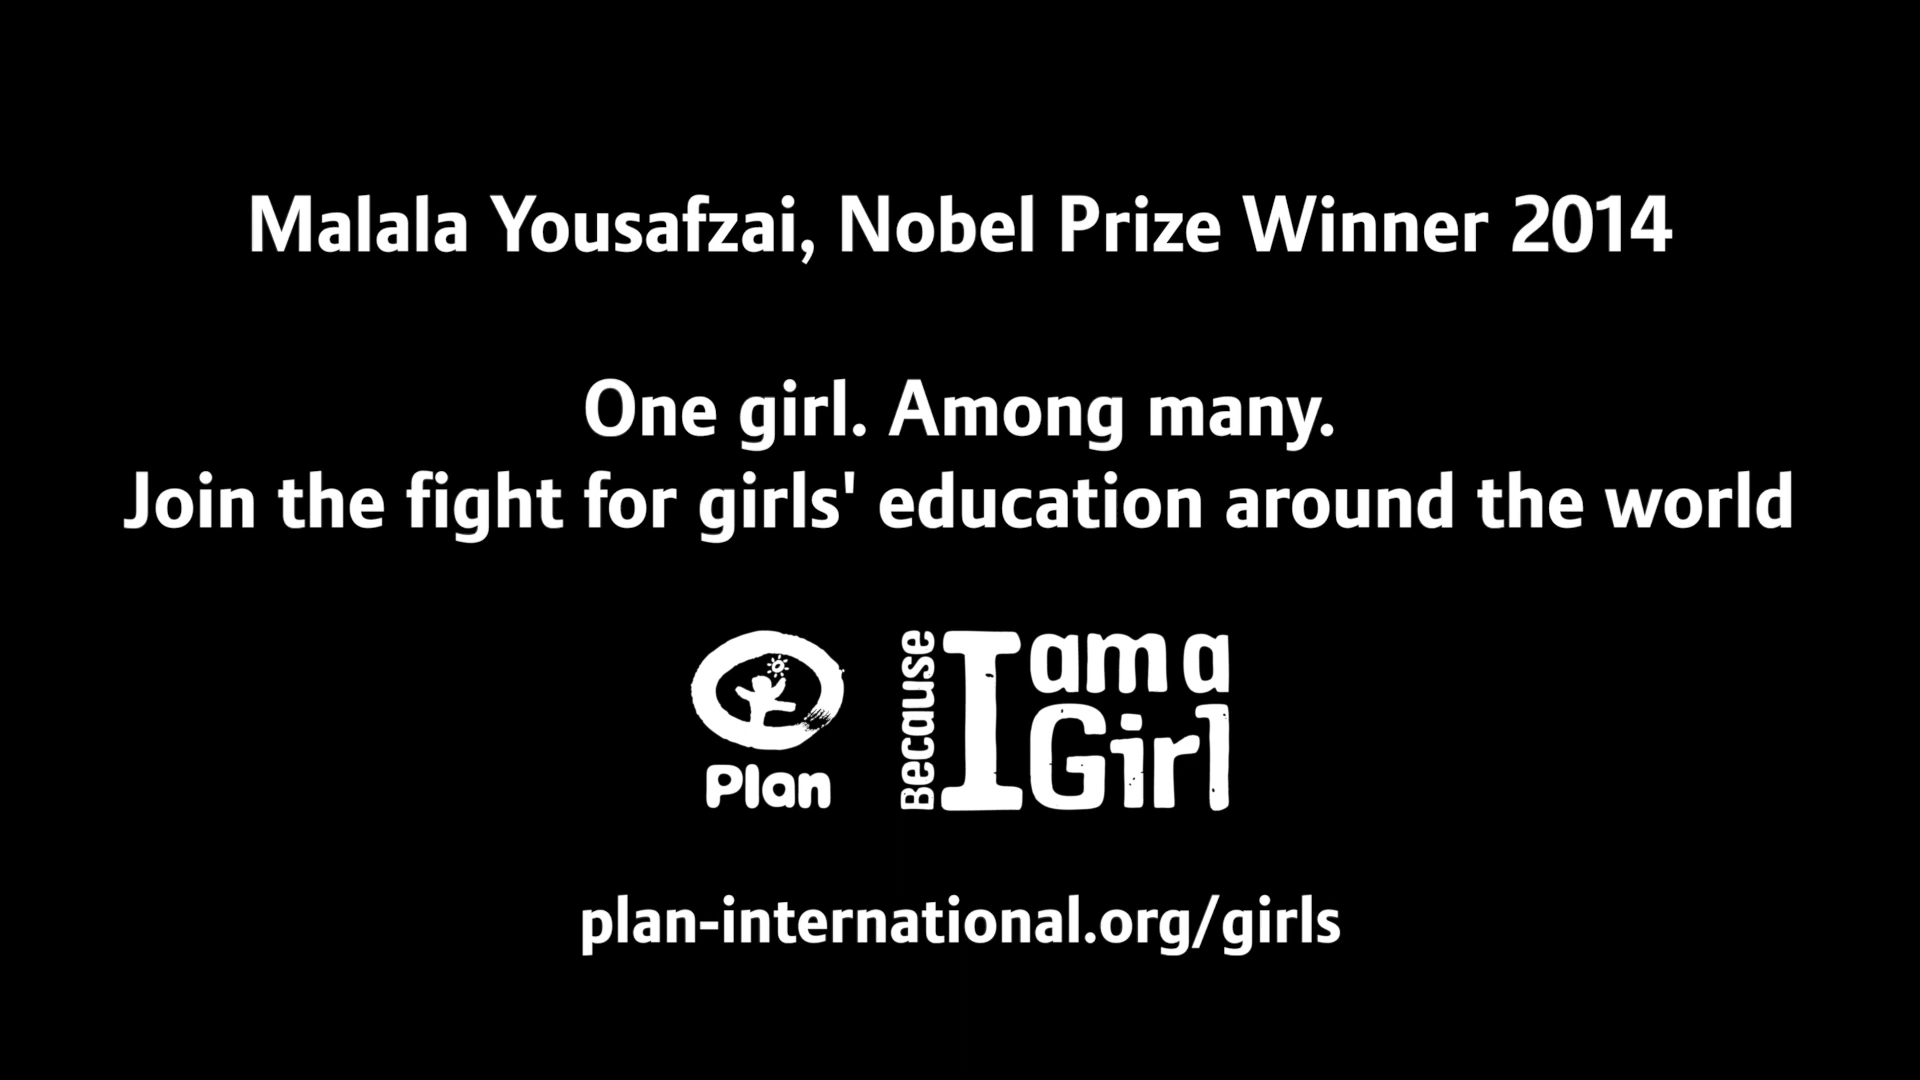 Malala Yousafzai, Nobel Prize Winner 2014
One girl. Among many.
Join the fight for girls' education around the world
Plan
Because I am a Girl
plan-international.org/girls